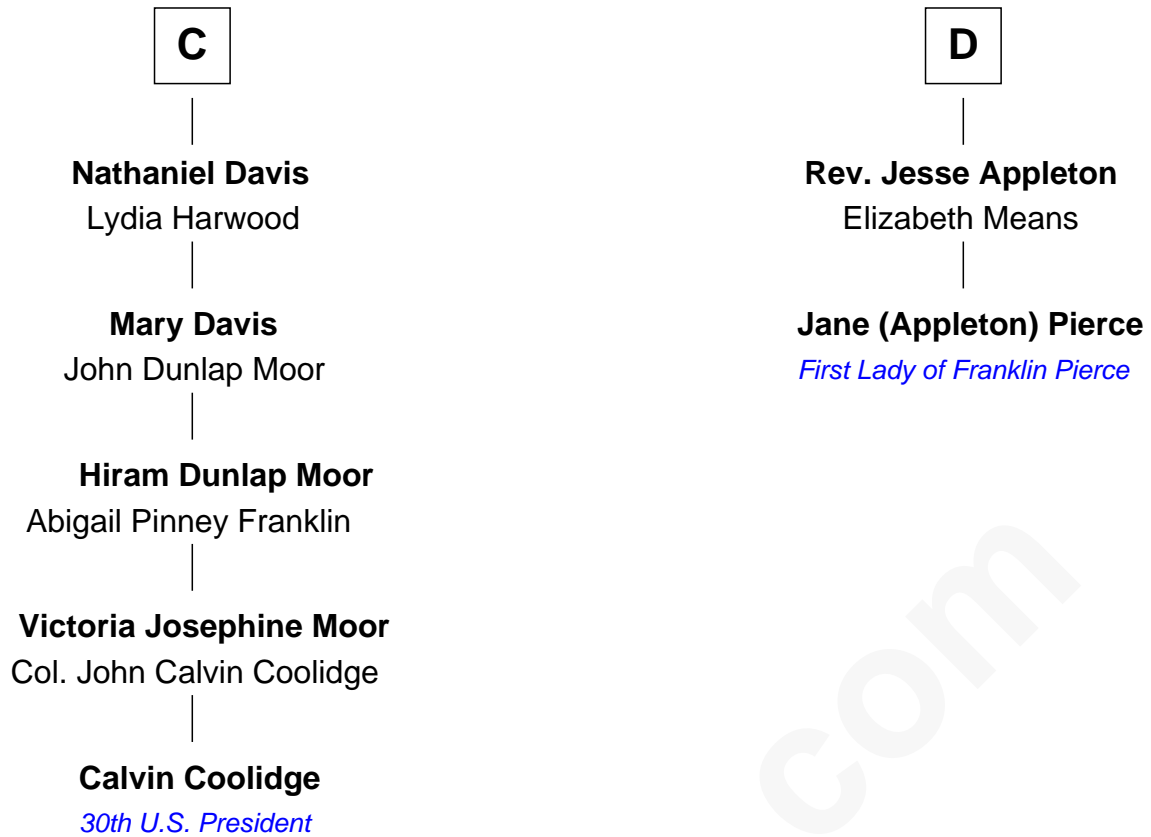 C
Nathaniel Davis
Lydia Harwood
Mary Davis
John Dunlap Moor
Hiram Dunlap Moor
Abigail Pinney Franklin
Victoria Josephine Moor
Col. John Calvin Coolidge
Calvin Coolidge
30th U.S. President
D
Rev. Jesse Appleton
Elizabeth Means
Jane (Appleton) Pierce
First Lady of Franklin Pierce
com